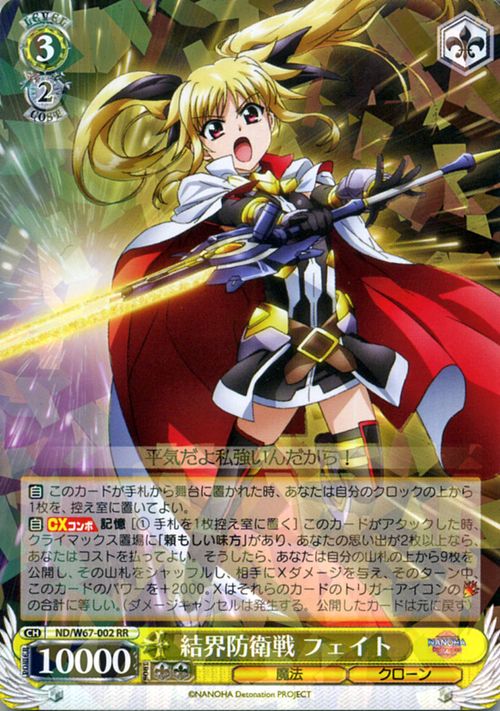 LEVEL
3
2
COST
平気だよ私強いんだから！
自 このカードが手札から舞台に置かれた時、あなたは自分のクロックの上から
1枚を、控え室に置いてよい。
自 CXコンボ 記憶 [① 手札を1枚控え室に置く] このカードがアタックした時、
クライマックス置場に「頼もしい味方」があり、あなたの思い出が2枚以上なら、
あなたはコストを払ってよい。そうしたら、あなたは自分の山札の上から9枚を
公開し、その山札をシャッフルし、相手にXダメージを与え、そのターン中、
このカードのパワーを+2000。Xはそれらのカードのトリガーアイコンの
の合計に等しい。（ダメージキャンセルは発生する。公開したカードは元に戻す）
CH ND/W67-002 RR
POWER 10000 SOUL 結界防衛戦 フェイト
NANOHA
魔法 クローン
©NANOHA Detonation PROJECT